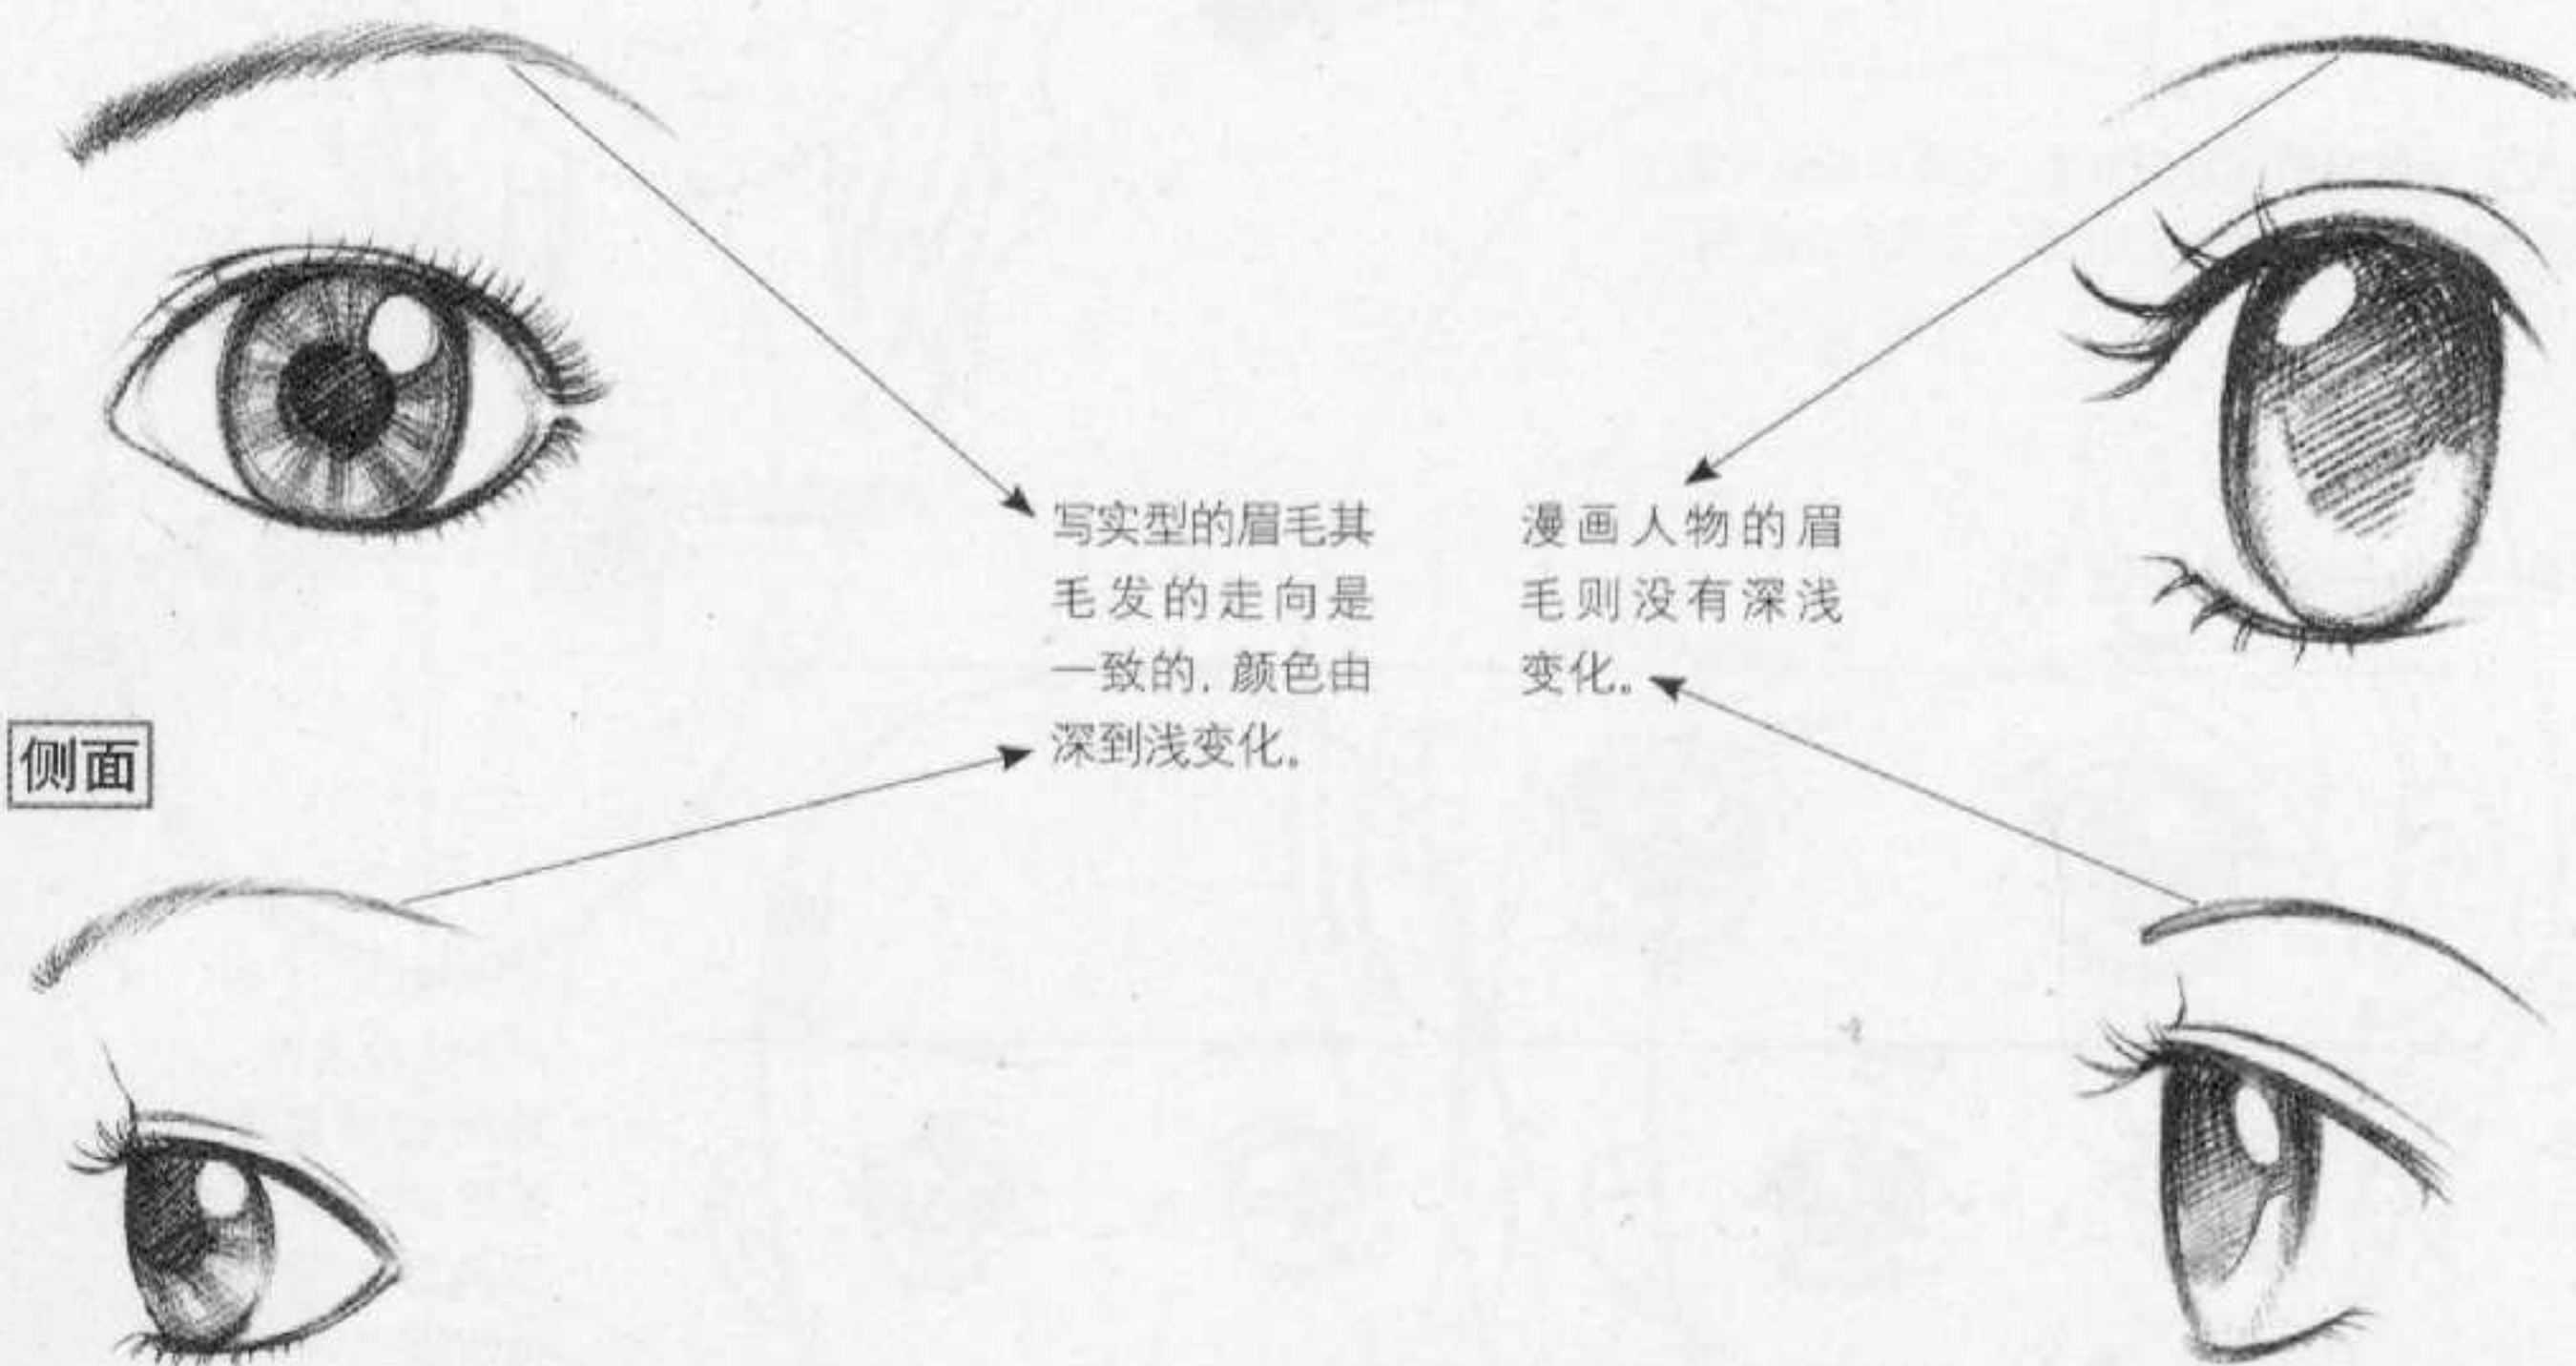 写实型的眉毛其
毛发的走向是
一致的，颜色由
深到浅变化。
漫画人物的眉
毛则没有深浅
变化。
侧面